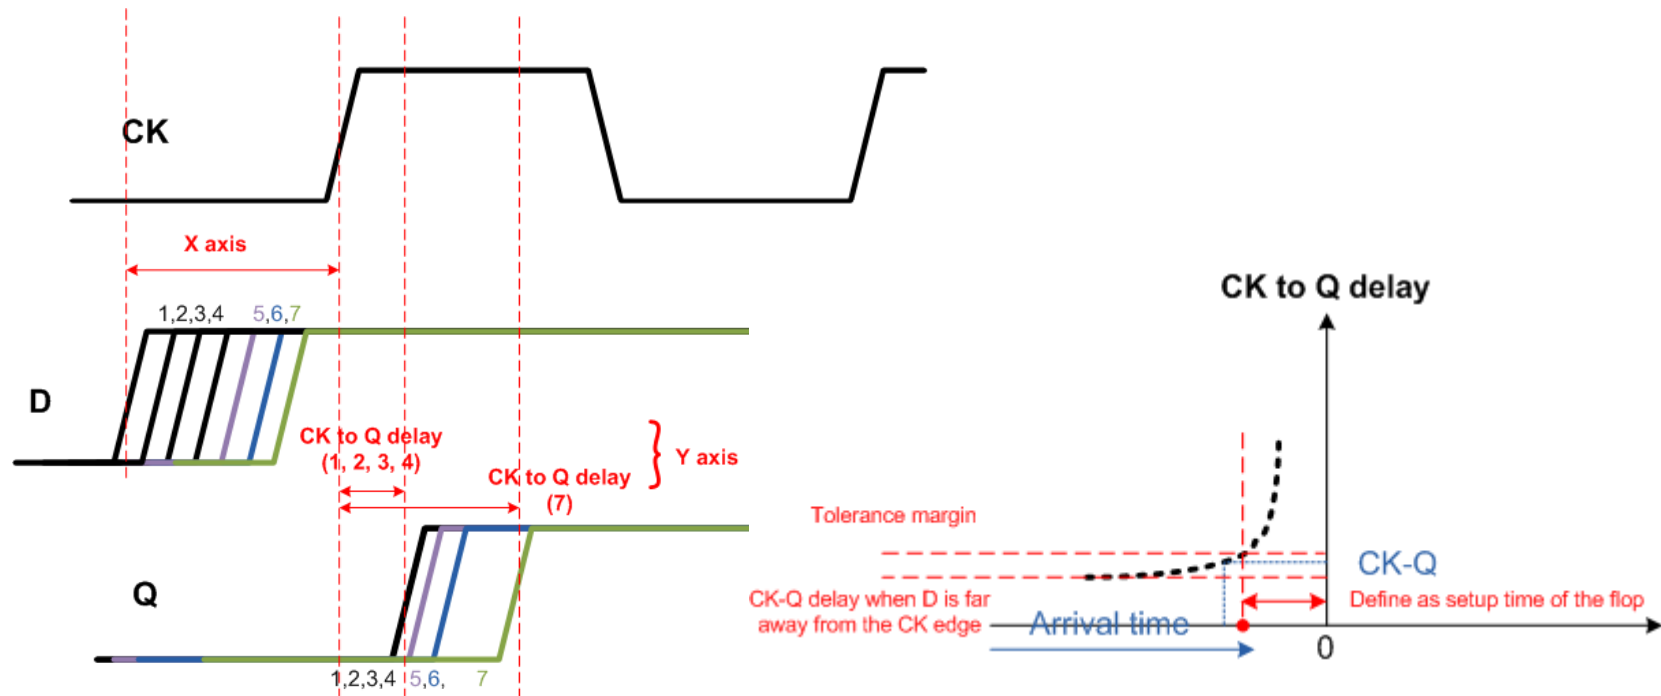 CK
X axis
1,2,3,4 5,6,7
D
CK to Q delay
(1, 2, 3, 4)
CK to Q delay
(7)
Y axis
Q
1,2,3,4 5,6, 7
CK to Q delay
Tolerance margin
CK-Q
CK-Q delay when D is far
away from the CK edge
Define as setup time of the flop
Arrival time
0